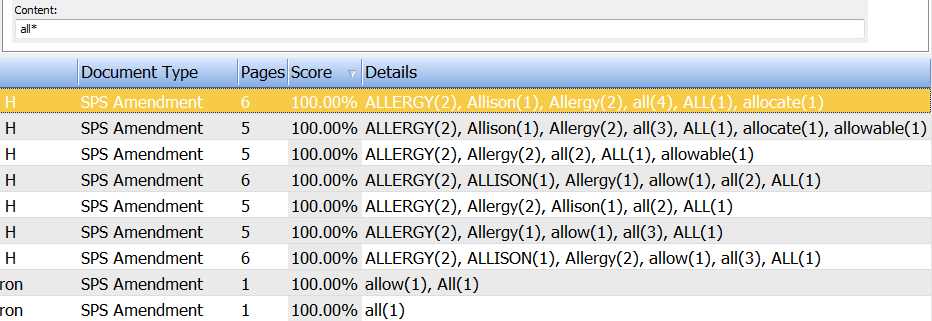 Content:
all*
Document Type Pages Score Details
H SPS Amendment 6 100.00% ALLERGY(2), Allison(1), Allergy(2), all(4), ALL(1), allocate(1)
H SPS Amendment 5 100.00% ALLERGY(2), Allison(1), Allergy(2), all(3), ALL(1), allocate(1), allowable(1)
H SPS Amendment 5 100.00% ALLERGY(2), Allergy(2), all(2), ALL(1), allowable(1)
H SPS Amendment 6 100.00% ALLERGY(2), ALLISON(1), Allergy(1), allow(1), all(2), ALL(1)
H SPS Amendment 5 100.00% ALLERGY(2), Allergy(2), Allison(1), all(2), ALL(1)
H SPS Amendment 5 100.00% ALLERGY(2), Allergy(1), allow(1), all(3), ALL(1)
H SPS Amendment 6 100.00% ALLERGY(2), ALLISON(1), Allergy(2), allow(1), all(3), ALL(1)
ron SPS Amendment 1 100.00% allow(1), All(1)
ron SPS Amendment 1 100.00% all(1)